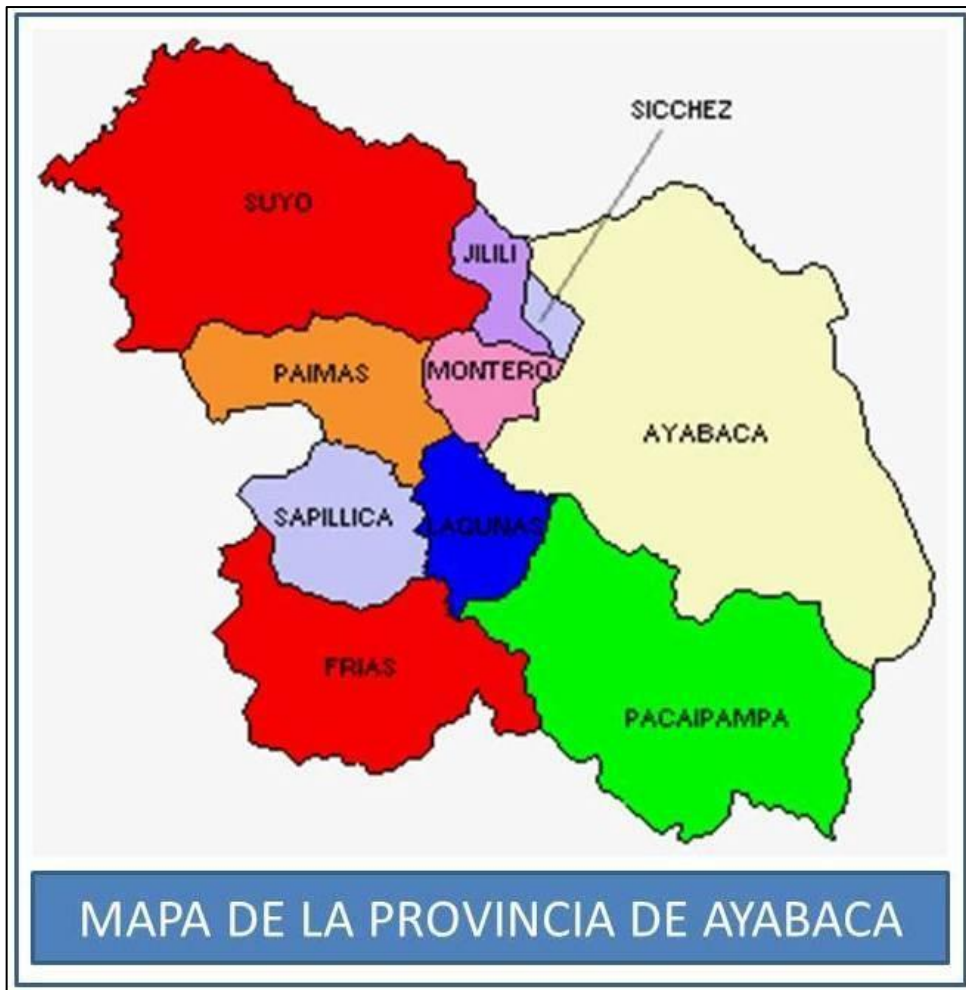 SICCHEZ
SUYO
JILILI
PAIMAS
MONTERO
AYABACA
SAPILLICA
LAGUNAS
FRIAS
PACAIPAMPA
MAPA DE LA PROVINCIA DE AYABACA